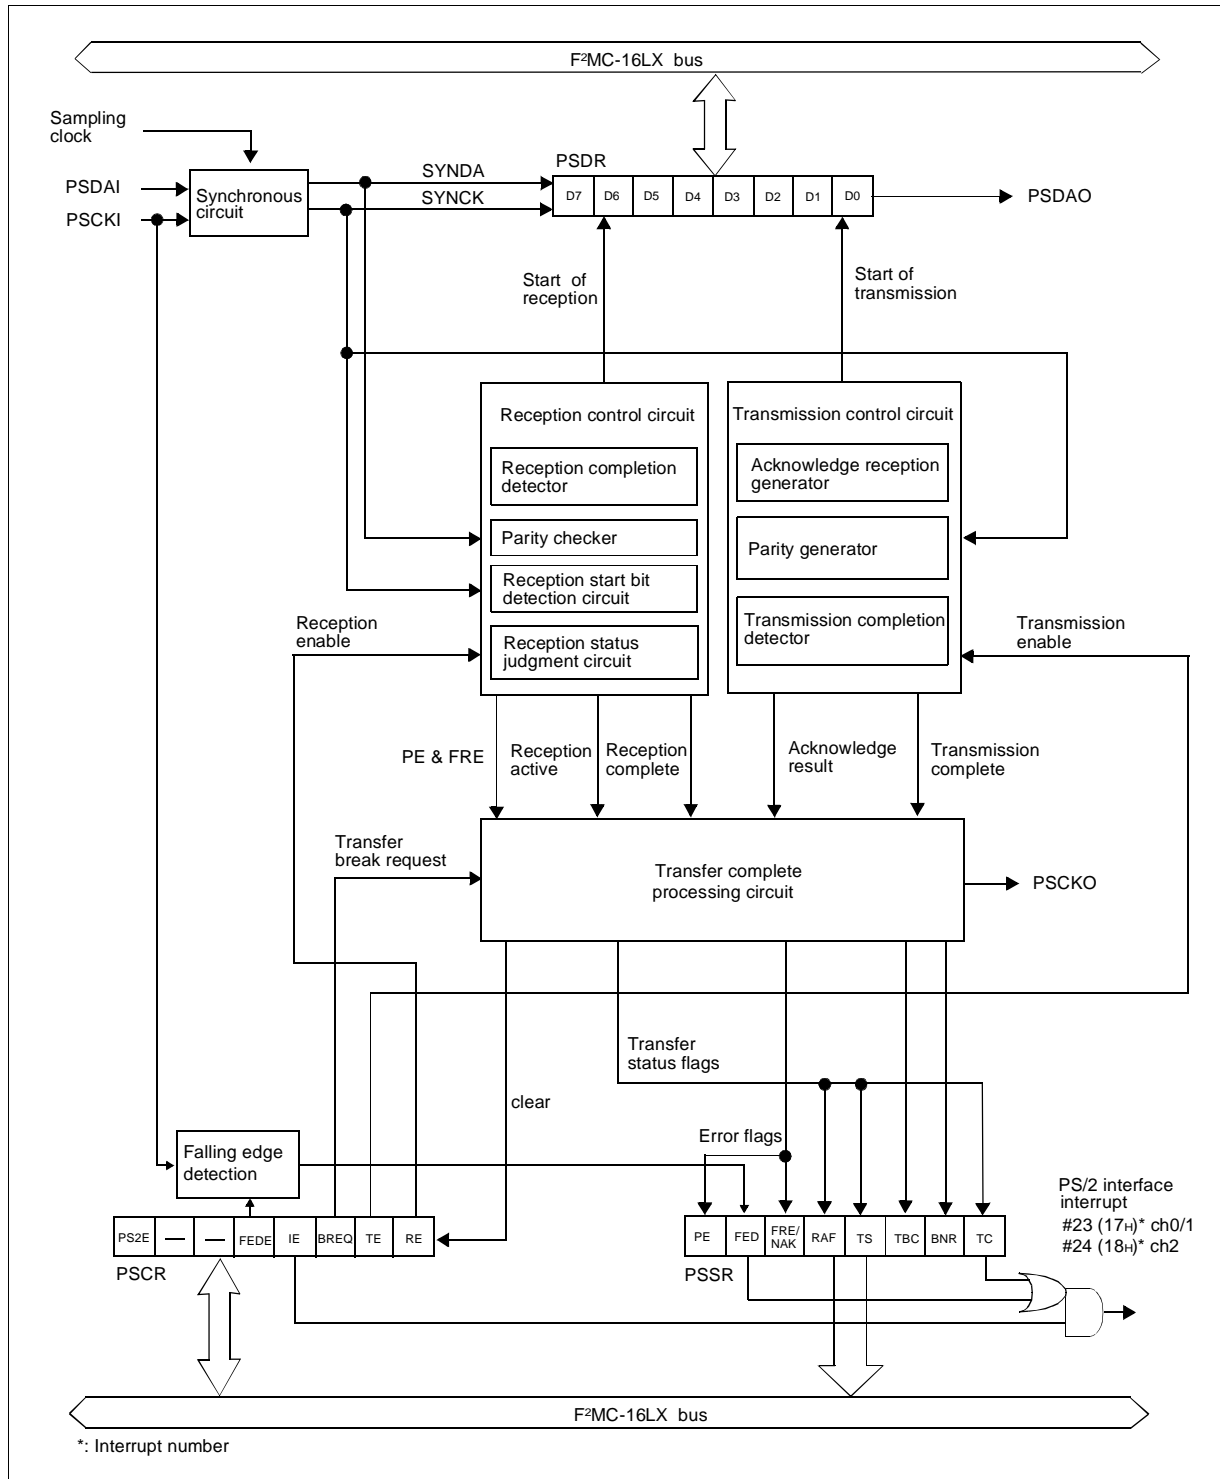 F²MC-16LX bus
Sampling
clock
PSDAI
PSCKI
Synchronous
circuit
SYNDA
SYNCK
PSDR
D7 D6 D5 D4 D3 D2 D1 D0
PSDAO
Start of
reception
Start of
transmission
Reception control circuit
Reception completion
detector
Parity checker
Reception start bit
detection circuit
Reception status
judgment circuit
Transmission control circuit
Acknowledge reception
generator
Parity generator
Transmission completion
detector
Reception
enable
Transmission
enable
PE & FRE
Reception
active
Reception
complete
Acknowledge
result
Transmission
complete
Transfer
break request
Transfer complete
processing circuit
PSCKO
Transfer
status flags
clear
Error flags
Falling edge
detection
PS2E — — FEDE IE BREQ TE RE
PSCR
PE FED FRE/
NAK RAF TS TBC BNR TC
PSSR
PS/2 interface
interrupt
#23 (17H)* ch0/1
#24 (18H)* ch2
F²MC-16LX bus
*: Interrupt number